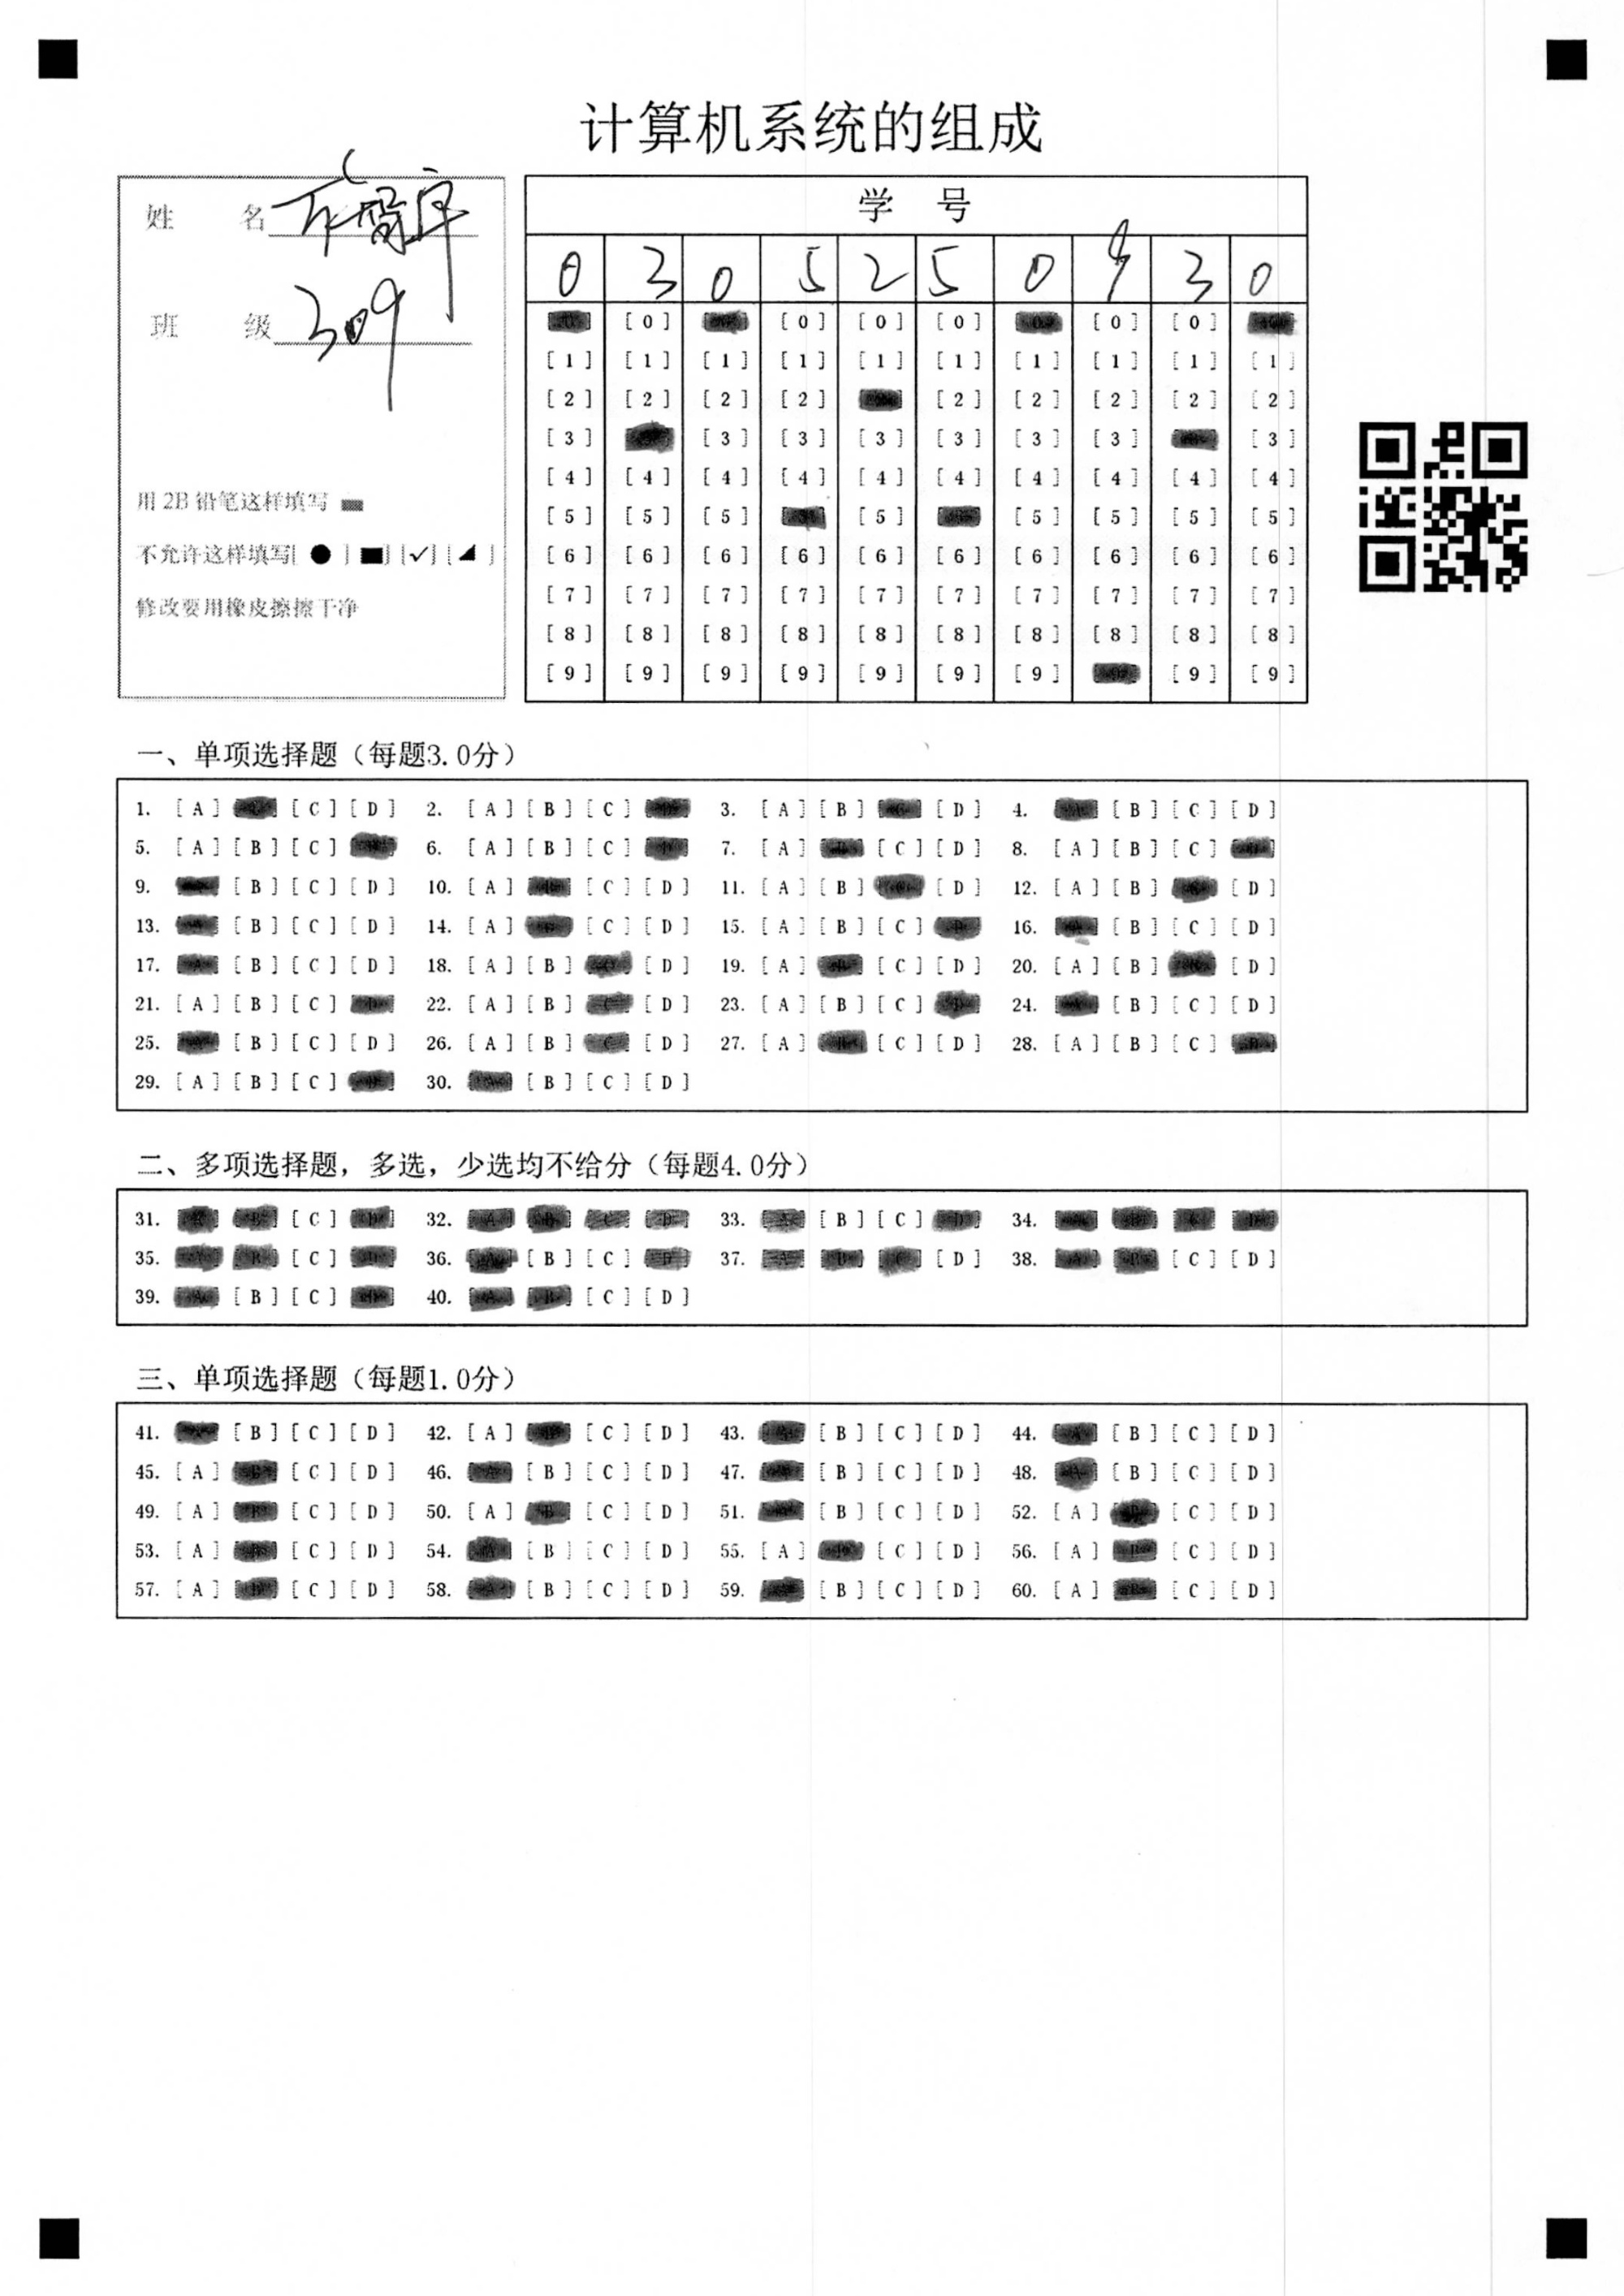 计算机系统的组成
姓 名
班 级 309
用2B铅笔这样填写
不允许这样填写[ ● ] [■] [✓] [◢ ]
修改要用橡皮擦擦干净
学 号
0 3 0 5 2 5 0 9 3 0
[0] [0] [0] [0] [0] [0]
[1] [1] [1] [1] [1] [1] [1] [1] [1] [1]
[2] [2] [2] [2] [2] [2] [2] [2] [2]
[3] [3] [3] [3] [3] [3] [3] [3]
[4] [4] [4] [4] [4] [4] [4] [4] [4] [4]
[5] [5] [5] [5] [5] [5] [5] [5]
[6] [6] [6] [6] [6] [6] [6] [6] [6] [6]
[7] [7] [7] [7] [7] [7] [7] [7] [7] [7]
[8] [8] [8] [8] [8] [8] [8] [8] [8] [8]
[9] [9] [9] [9] [9] [9] [9] [9] [9]
一、单项选择题（每题3.0分）
1. [A] [C] [D] 2. [A] [B] [C] 3. [A] [B] [D] 4. [B] [C] [D]
5. [A] [B] [C] 6. [A] [B] [C] 7. [A] [C] [D] 8. [A] [B] [C]
9. [B] [C] [D] 10. [A] [C] [D] 11. [A] [B] [D] 12. [A] [B] [D]
13. [B] [C] [D] 14. [A] [C] [D] 15. [A] [B] [C] 16. [B] [C] [D]
17. [B] [C] [D] 18. [A] [B] [D] 19. [A] [C] [D] 20. [A] [B] [D]
21. [A] [B] [C] 22. [A] [B] [D] 23. [A] [B] [C] 24. [B] [C] [D]
25. [B] [C] [D] 26. [A] [B] [D] 27. [A] [C] [D] 28. [A] [B] [C]
29. [A] [B] [C] 30. [B] [C] [D]
二、多项选择题，多选，少选均不给分（每题4.0分）
31. [C] 32. 33. [B] [C] 34.
35. [C] 36. [B] [C] 37. [D] 38. [C] [D]
39. [B] [C] 40. [C] [D]
三、单项选择题（每题1.0分）
41. [B] [C] [D] 42. [A] [C] [D] 43. [B] [C] [D] 44. [B] [C] [D]
45. [A] [C] [D] 46. [B] [C] [D] 47. [B] [C] [D] 48. [B] [C] [D]
49. [A] [C] [D] 50. [A] [C] [D] 51. [B] [C] [D] 52. [A] [C] [D]
53. [A] [C] [D] 54. [B] [C] [D] 55. [A] [C] [D] 56. [A] [C] [D]
57. [A] [C] [D] 58. [B] [C] [D] 59. [B] [C] [D] 60. [A] [C] [D]